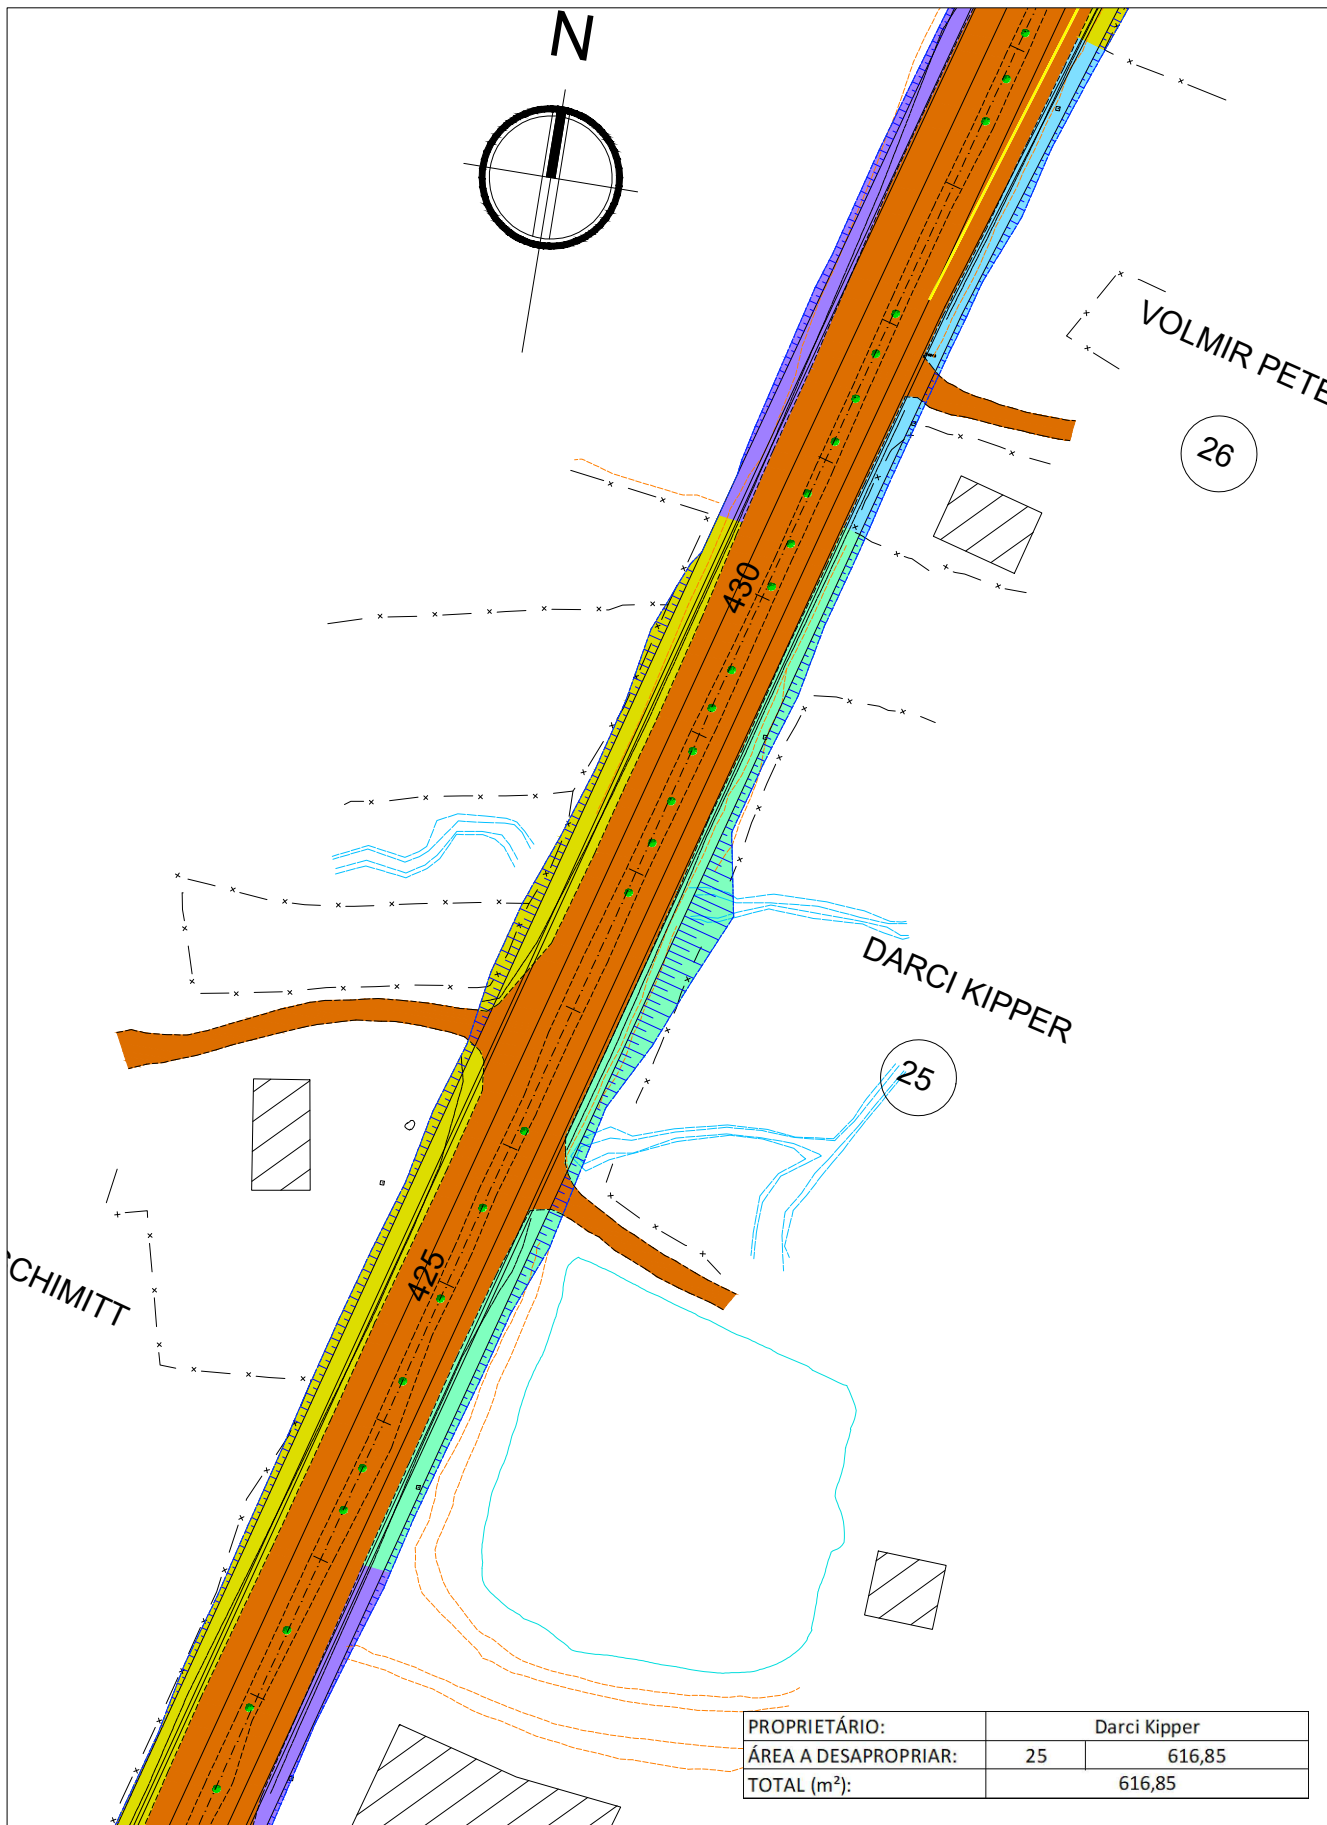 N
VOLMIR PETE
26
430
DARCI KIPPER
25
425
CHIMITT
PROPRIETÁRIO: Darci Kipper
ÁREA A DESAPROPRIAR: 25 616,85
TOTAL (m²): 616,85